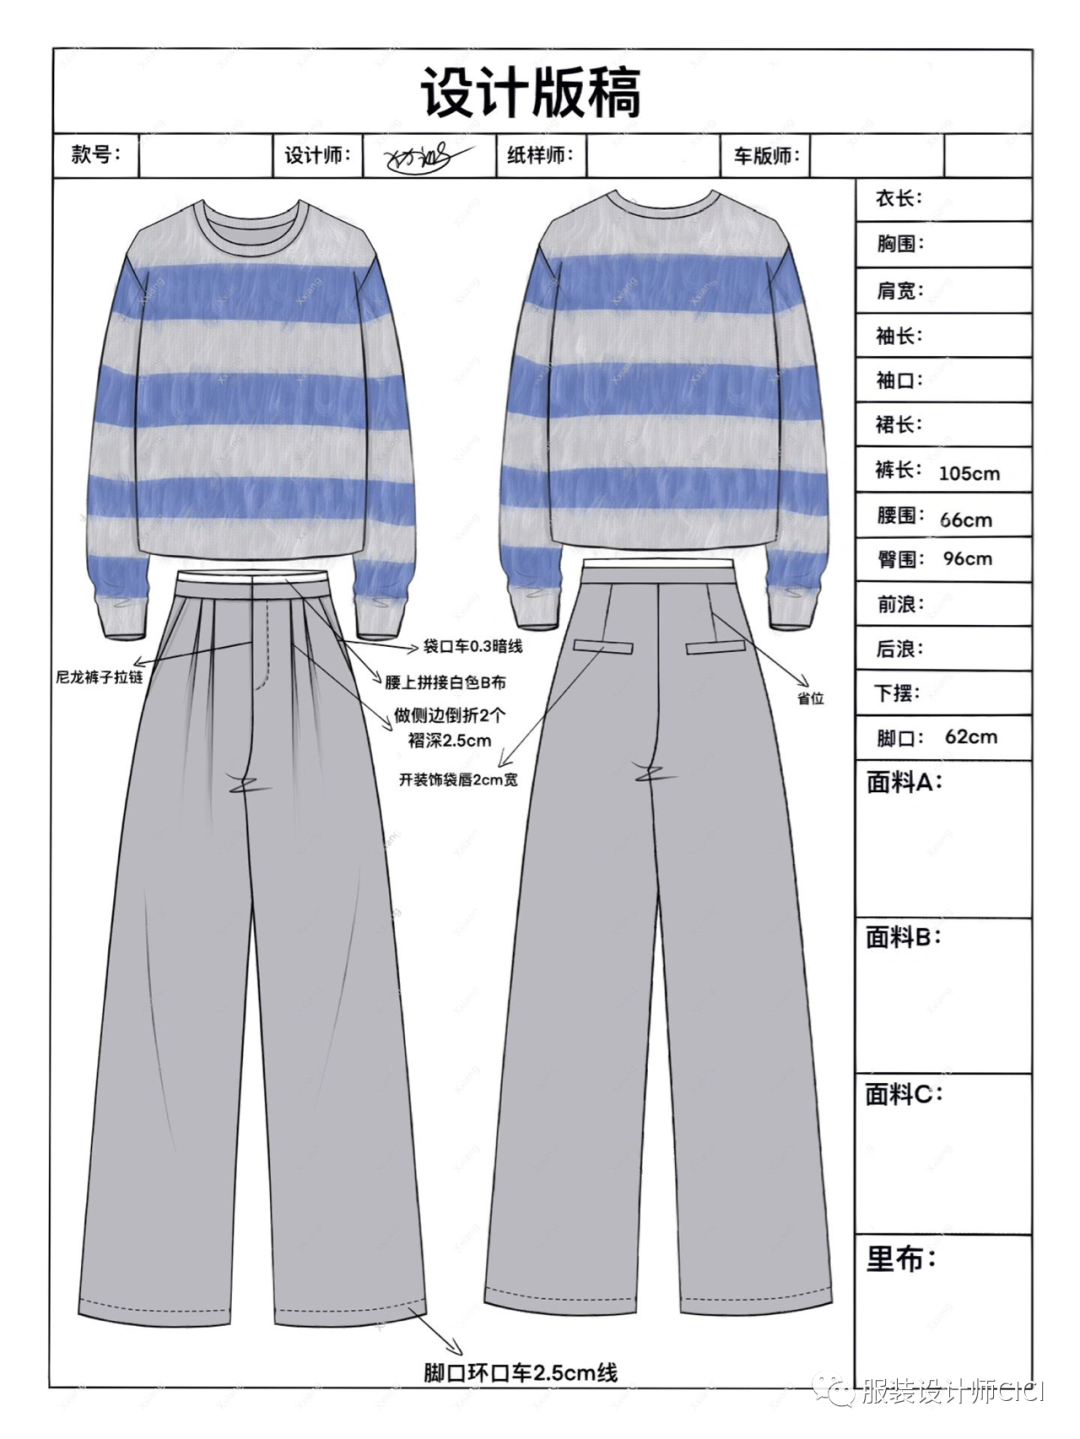 设计版稿
款号：
设计师：
纸样师：
车版师：
衣长：
胸围：
肩宽：
袖长：
袖口：
裙长：
裤长： 105cm
腰围： 66cm
臀围： 96cm
前浪：
后浪：
下摆：
脚口： 62cm
面料A：
面料B：
面料C：
里布：
袋口车0.3暗线
尼龙裤子拉链
腰上拼接白色B布
做侧边倒折2个
褶深2.5cm
开装饰袋唇2cm宽
省位
脚口环口车2.5cm线
服装设计师CICI